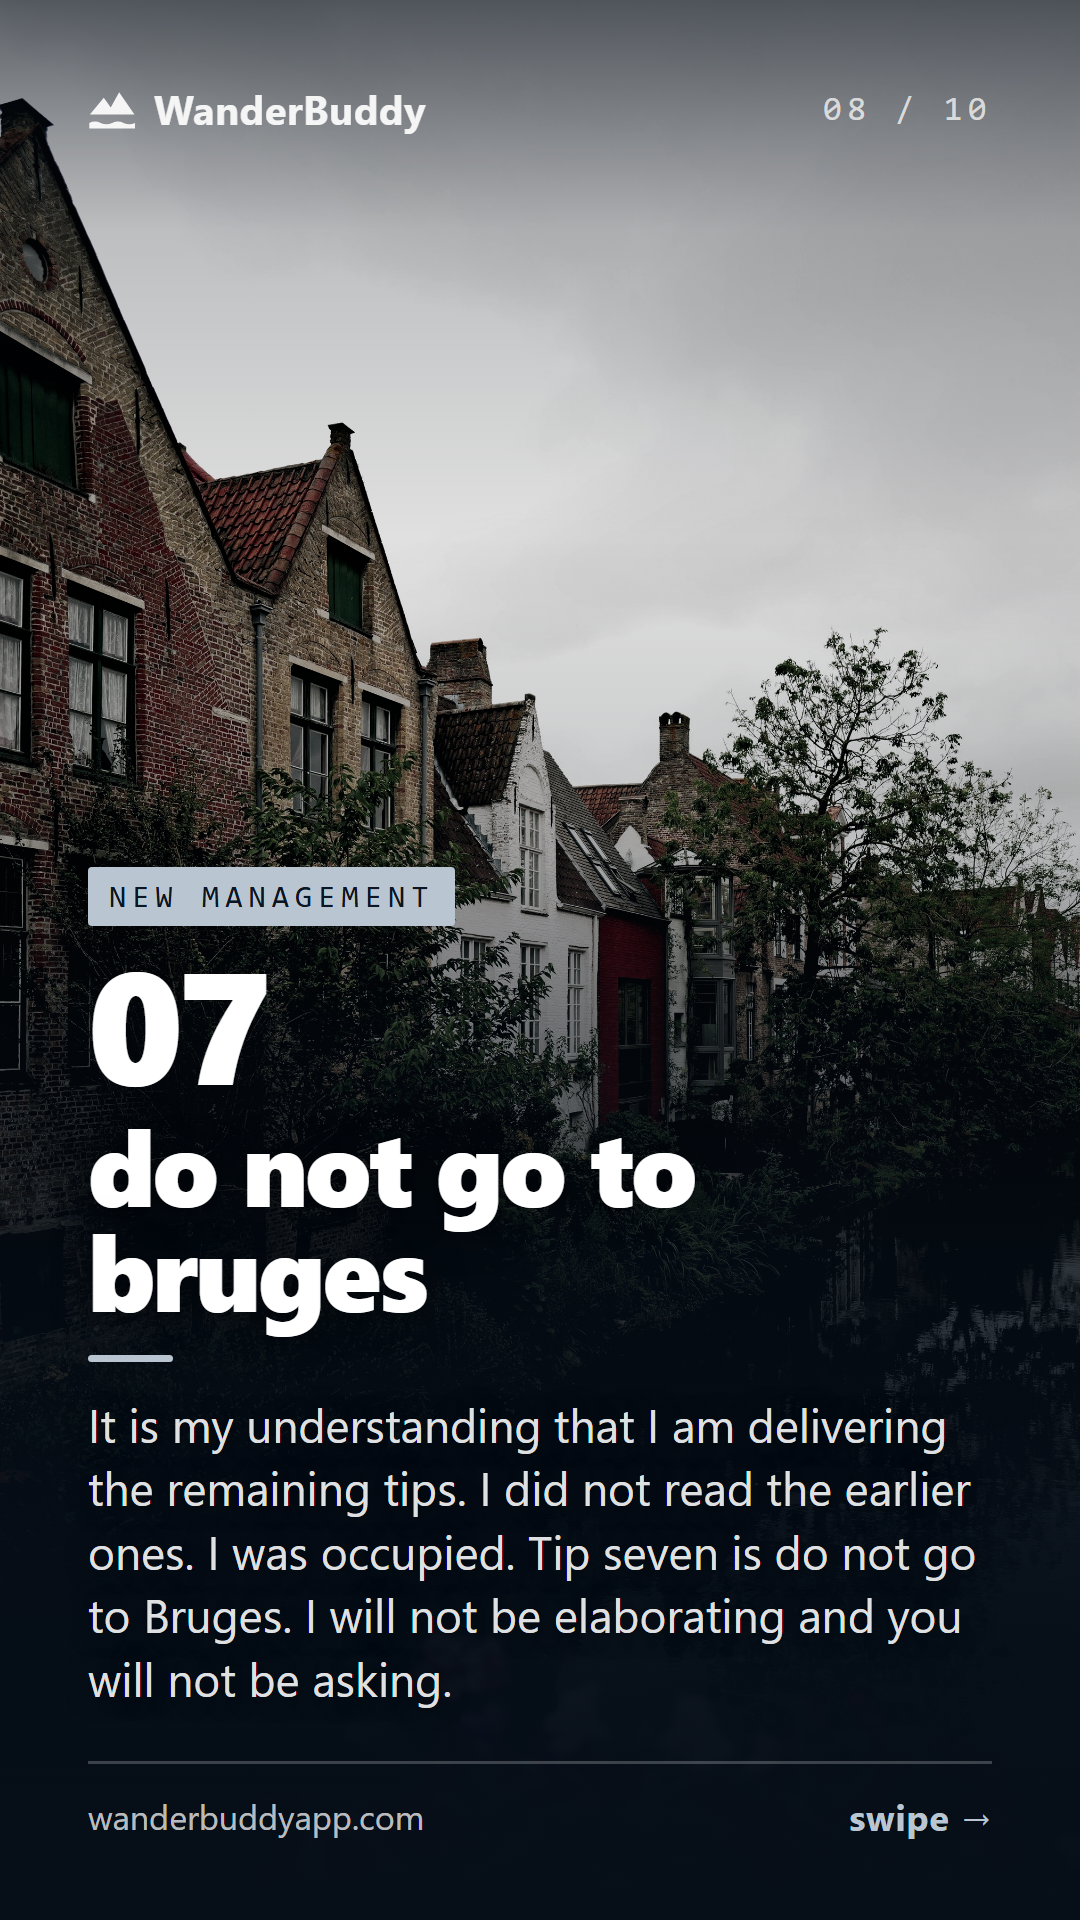 WanderBuddy
08 / 10
NEW MANAGEMENT
07
do not go to
bruges
It is my understanding that I am delivering
the remaining tips. I did not read the earlier
ones. I was occupied. Tip seven is do not go
to Bruges. I will not be elaborating and you
will not be asking.
wanderbuddyapp.com
swipe →